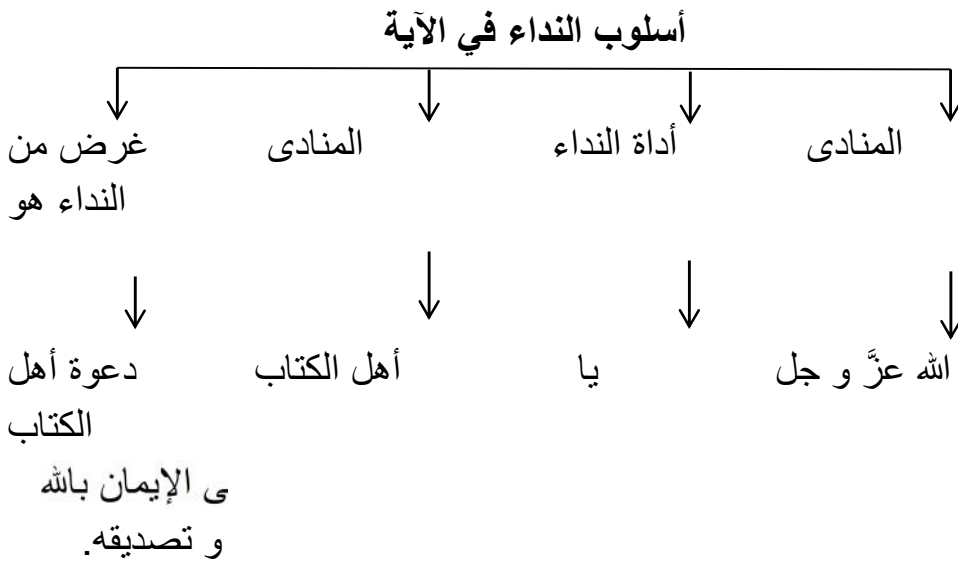 أسلوب النداء في الآية
المنادى أداة النداء المنادى غرض من
النداء هو
الله عزَّ و جل يا أهل الكتاب دعوة أهل
الكتاب
ى الإيمان بالله
و تصديقه.